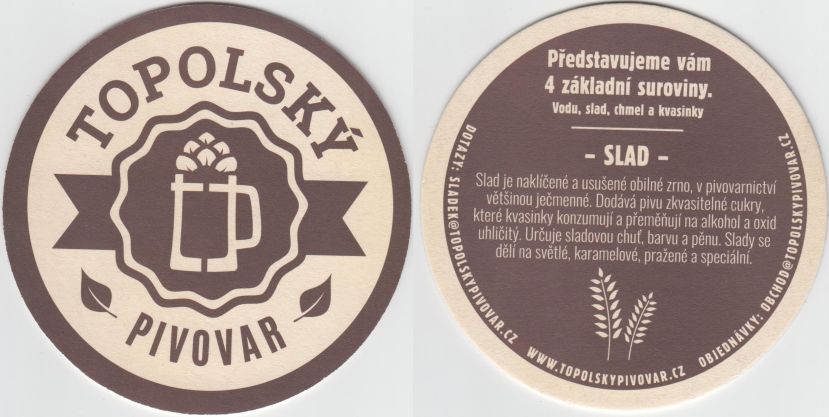 TOPOLSKÝ
PIVOVAR
Představujeme vám
4 základní suroviny.
Vodu, slad, chmel a kvasinky
- SLAD -
Slad je naklíčené a usušené obilné zrno, v pivovarnictví
většinou ječmenné. Dodává pivu zkvasitelné cukry,
které kvasinky konzumují a přeměňují na alkohol a oxid
uhličitý. Určuje sladovou chuť, barvu a pěnu. Slady se
dělí na světlé, karamelové, pražené a speciální.
DOTAZY: SLADEK@TOPOLSKYPIVOVAR.CZ
WWW.TOPOLSKYPIVOVAR.CZ
OBJEDNÁVKY: OBCHOD@TOPOLSKYPIVOVAR.CZ